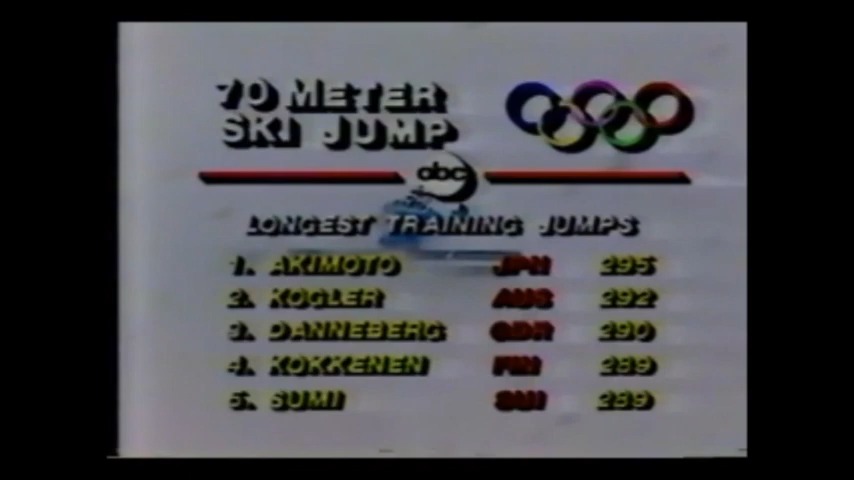 70 METER
SKI JUMP
abc
LONGEST TRAINING JUMPS
1. AKIMOTO JPN 295
2. KOGLER AUS 292
3. DANNEBERG GDR 290
4. KOKKENEN FIN 289
5. SUMI SUI 289